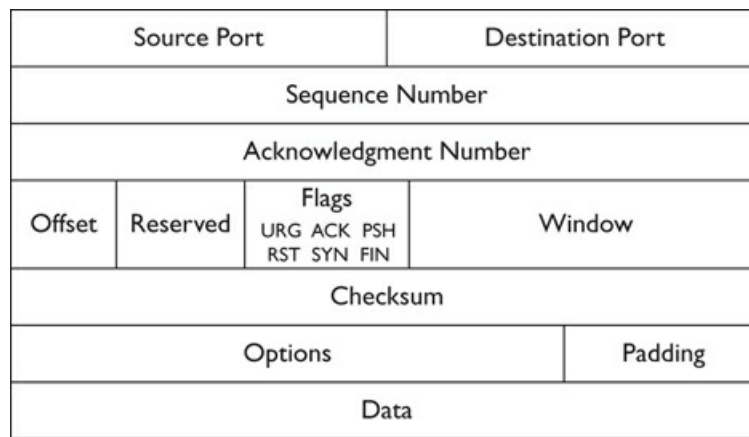 Source Port Destination Port
Sequence Number
Acknowledgment Number
Offset Reserved Flags Window
URG ACK PSH
RST SYN FIN
Checksum
Options Padding
Data